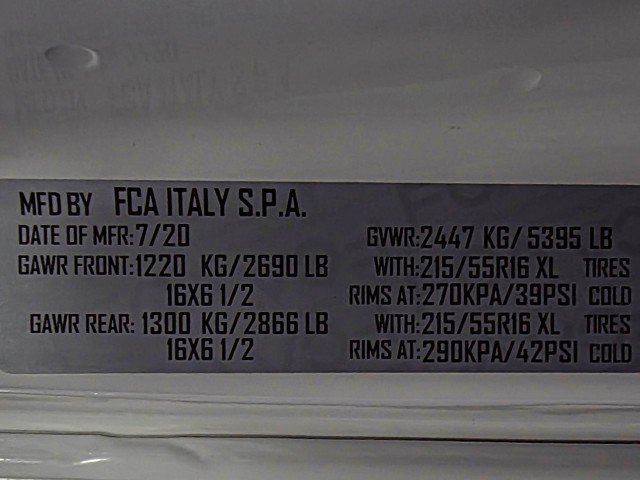 MFD BY FCA ITALY S.P.A.
DATE OF MFR:7/20 GVWR:2447 KG/5395 LB
GAWR FRONT:1220 KG/2690 LB WITH:215/55R16 XL TIRES
16X6 1/2 RIMS AT:270KPA/39PSI COLD
GAWR REAR: 1300 KG/2866 LB WITH:215/55R16 XL TIRES
16X6 1/2 RIMS AT:290KPA/42PSI COLD